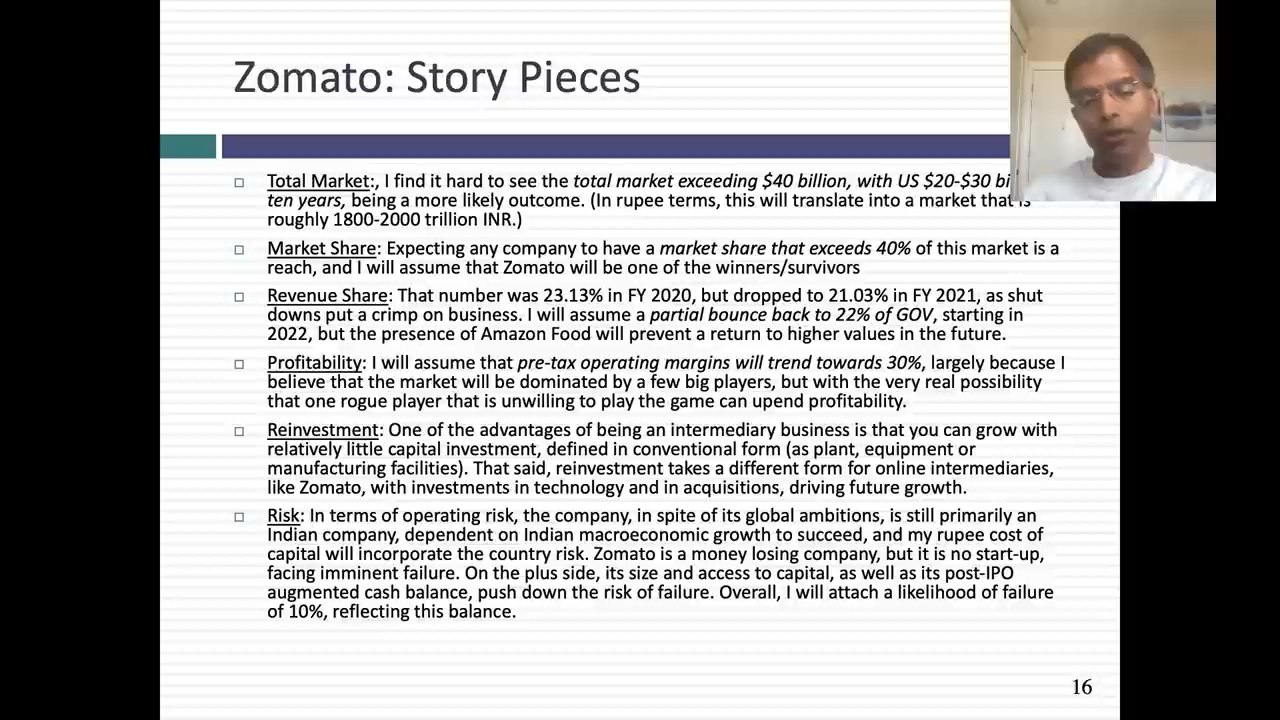 Zomato: Story Pieces
Total Market:, I find it hard to see the total market exceeding $40 billion, with US $20-$30
ten years, being a more likely outcome. (In rupee terms, this will translate into a market that is
roughly 1800-2000 trillion INR.)
Market Share: Expecting any company to have a market share that exceeds 40% of this market is a
reach, and I will assume that Zomato will be one of the winners/survivors
Revenue Share: That number was 23.13% in FY 2020, but dropped to 21.03% in FY 2021, as shut
downs put a crimp on business. I will assume a partial bounce back to 22% of GOV, starting in
2022, but the presence of Amazon Food will prevent a return to higher values in the future.
Profitability: I will assume that pre-tax operating margins will trend towards 30%, largely because I
believe that the market will be dominated by a few big players, but with the very real possibility
that one rogue player that is unwilling to play the game can upend profitability.
Reinvestment: One of the advantages of being an intermediary business is that you can grow with
relatively little capital investment, defined in conventional form (as plant, equipment or
manufacturing facilities). That said, reinvestment takes a different form for online intermediaries,
like Zomato, with investments in technology and in acquisitions, driving future growth.
Risk: In terms of operating risk, the company, in spite of its global ambitions, is still primarily an
Indian company, dependent on Indian macroeconomic growth to succeed, and my rupee cost of
capital will incorporate the country risk. Zomato is a money losing company, but it is no start-up,
facing imminent failure. On the plus side, its size and access to capital, as well as its post-IPO
augmented cash balance, push down the risk of failure. Overall, I will attach a likelihood of failure
of 10%, reflecting this balance.
16